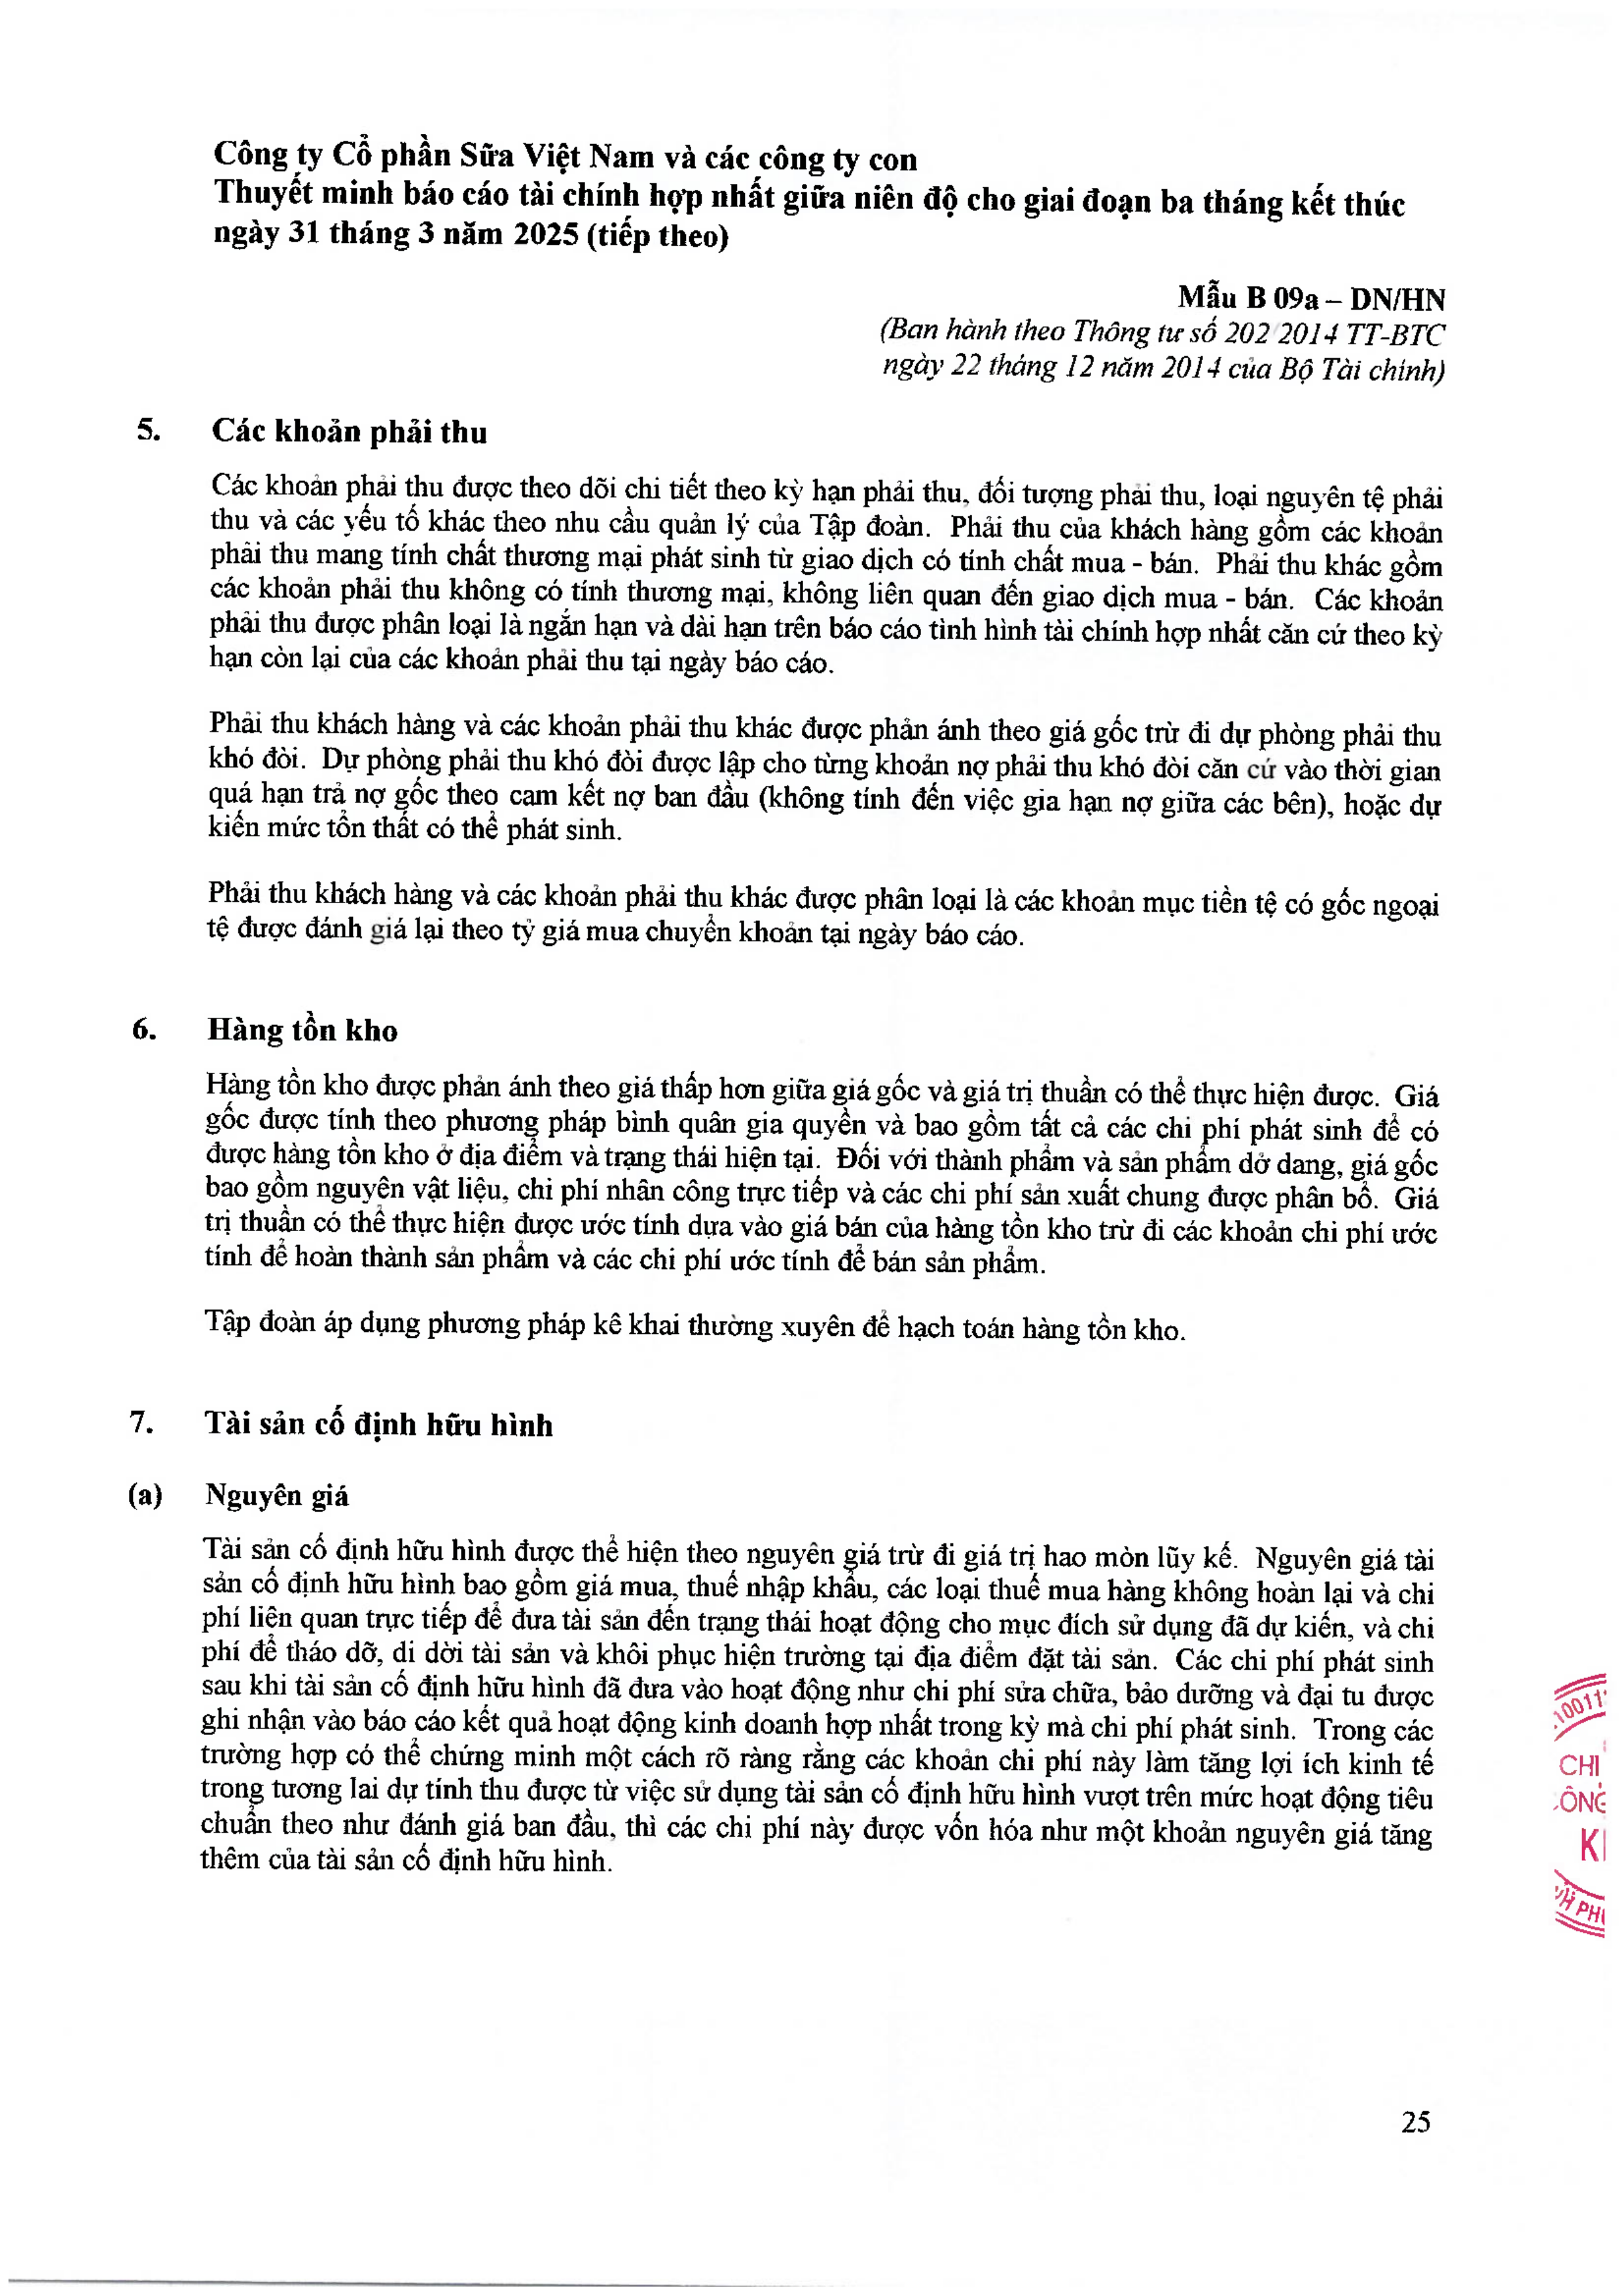 Công ty Cổ phần Sữa Việt Nam và các công ty con
Thuyết minh báo cáo tài chính hợp nhất giữa niên độ cho giai đoạn ba tháng kết thúc
ngày 31 tháng 3 năm 2025 (tiếp theo)
Mẫu B 09a – DN/HN
(Ban hành theo Thông tư số 202/2014/TT-BTC
ngày 22 tháng 12 năm 2014 của Bộ Tài chính)
5. Các khoản phải thu
Các khoản phải thu được theo dõi chi tiết theo kỳ hạn phải thu, đối tượng phải thu, loại nguyên tệ phải
thu và các yếu tố khác theo nhu cầu quản lý của Tập đoàn. Phải thu của khách hàng gồm các khoản
phải thu mang tính chất thương mại phát sinh từ giao dịch có tính chất mua - bán. Phải thu khác gồm
các khoản phải thu không có tính thương mại, không liên quan đến giao dịch mua - bán. Các khoản
phải thu được phân loại là ngắn hạn và dài hạn trên báo cáo tình hình tài chính hợp nhất căn cứ theo kỳ
hạn còn lại của các khoản phải thu tại ngày báo cáo.
Phải thu khách hàng và các khoản phải thu khác được phản ánh theo giá gốc trừ đi dự phòng phải thu
khó đòi. Dự phòng phải thu khó đòi được lập cho từng khoản nợ phải thu khó đòi căn cứ vào thời gian
quá hạn trả nợ gốc theo cam kết nợ ban đầu (không tính đến việc gia hạn nợ giữa các bên), hoặc dự
kiến mức tổn thất có thể phát sinh.
Phải thu khách hàng và các khoản phải thu khác được phân loại là các khoản mục tiền tệ có gốc ngoại
tệ được đánh giá lại theo tỷ giá mua chuyển khoản tại ngày báo cáo.
6. Hàng tồn kho
Hàng tồn kho được phản ánh theo giá thấp hơn giữa giá gốc và giá trị thuần có thể thực hiện được. Giá
gốc được tính theo phương pháp bình quân gia quyền và bao gồm tất cả các chi phí phát sinh để có
được hàng tồn kho ở địa điểm và trạng thái hiện tại. Đối với thành phẩm và sản phẩm dở dang, giá gốc
bao gồm nguyên vật liệu, chi phí nhân công trực tiếp và các chi phí sản xuất chung được phân bổ. Giá
trị thuần có thể thực hiện được ước tính dựa vào giá bán của hàng tồn kho trừ đi các khoản chi phí ước
tính để hoàn thành sản phẩm và các chi phí ước tính để bán sản phẩm.
Tập đoàn áp dụng phương pháp kê khai thường xuyên để hạch toán hàng tồn kho.
7. Tài sản cố định hữu hình
(a) Nguyên giá
Tài sản cố định hữu hình được thể hiện theo nguyên giá trừ đi giá trị hao mòn lũy kế. Nguyên giá tài
sản cố định hữu hình bao gồm giá mua, thuế nhập khẩu, các loại thuế mua hàng không hoàn lại và chi
phí liên quan trực tiếp để đưa tài sản đến trạng thái hoạt động cho mục đích sử dụng đã dự kiến, và chi
phí để tháo dỡ, di dời tài sản và khôi phục hiện trường tại địa điểm đặt tài sản. Các chi phí phát sinh
sau khi tài sản cố định hữu hình đã đưa vào hoạt động như chi phí sửa chữa, bảo dưỡng và đại tu được
ghi nhận vào báo cáo kết quả hoạt động kinh doanh hợp nhất trong kỳ mà chi phí phát sinh. Trong các
trường hợp có thể chứng minh một cách rõ ràng rằng các khoản chi phí này làm tăng lợi ích kinh tế
trong tương lai dự tính thu được từ việc sử dụng tài sản cố định hữu hình vượt trên mức hoạt động tiêu
chuẩn theo như đánh giá ban đầu, thì các chi phí này được vốn hóa như một khoản nguyên giá tăng
thêm của tài sản cố định hữu hình.
CHI
25